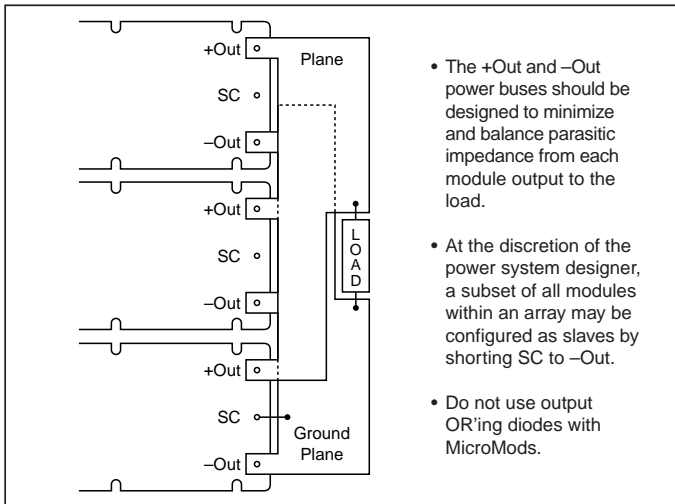 +Out
Plane
SC
–Out
+Out
SC
–Out
LOAD
+Out
SC
Ground
Plane
–Out
• The +Out and –Out
power buses should be
designed to minimize
and balance parasitic
impedance from each
module output to the
load.
• At the discretion of the
power system designer,
a subset of all modules
within an array may be
configured as slaves by
shorting SC to –Out.
• Do not use output
OR'ing diodes with
MicroMods.